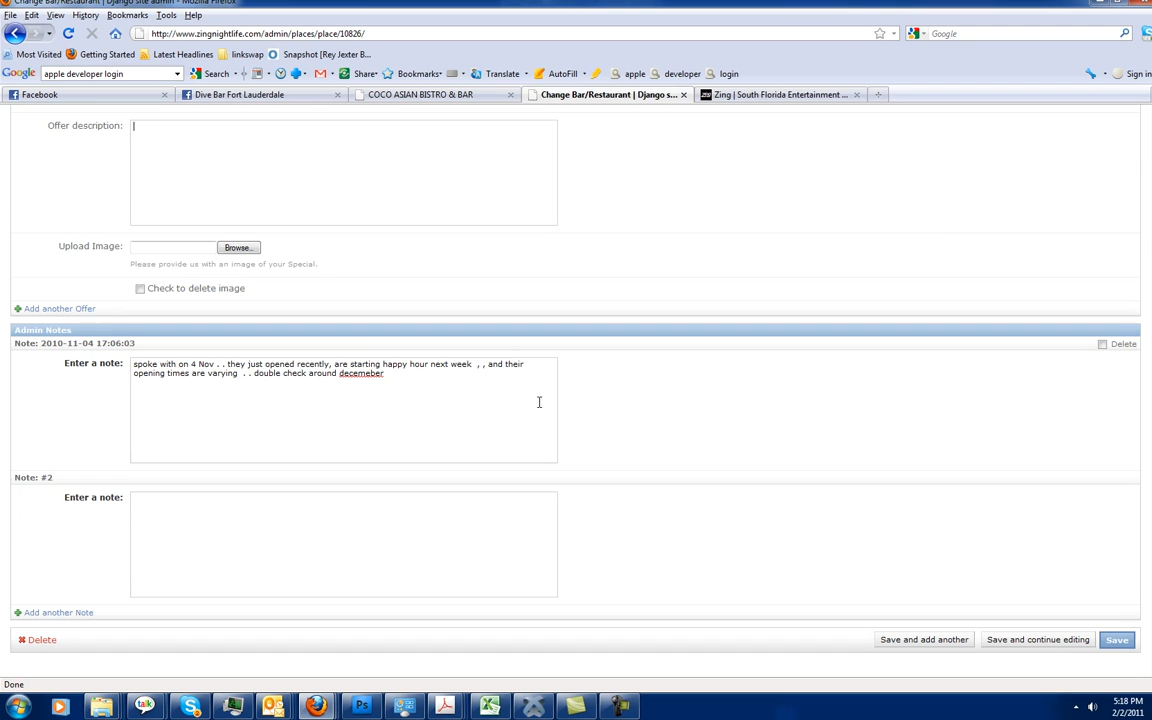 Change Bar/Restaurant | Django site admin - Mozilla Firefox
File Edit View History Bookmarks Tools Help
http://www.zingnightlife.com/admin/places/place/10826/
Google
Most Visited Getting Started Latest Headlines linkswap Snapshot [Rey Jexter B...
Google apple developer login Search Share Bookmarks Translate AutoFill apple developer login Sign in
Facebook Dive Bar Fort Lauderdale COCO ASIAN BISTRO & BAR Change Bar/Restaurant | Django s... Zing | South Florida Entertainment ...
Offer description:
Upload Image: Browse...
Please provide us with an image of your Special.
Check to delete image
Add another Offer
Admin Notes
Note: 2010-11-04 17:06:03 Delete
Enter a note: spoke with on 4 Nov . . they just opened recently, are starting happy hour next week , , and their
opening times are varying . . double check around decemeber
Note: #2
Enter a note:
Add another Note
Delete Save and add another Save and continue editing Save
Done
talk Ps
5:18 PM
2/2/2011